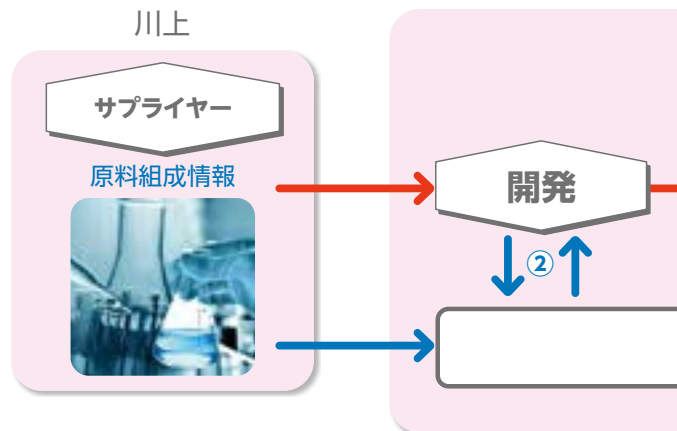 川上
サプライヤー
原料組成情報
開発
②